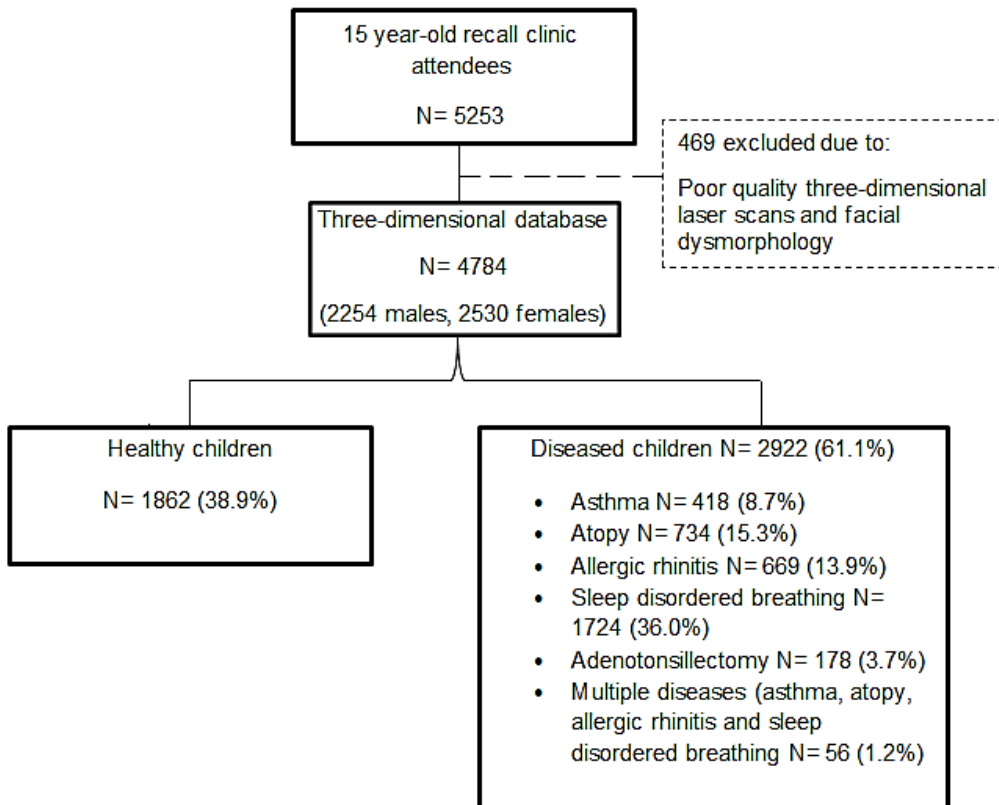 15 year-old recall clinic
attendees
N= 5253
469 excluded due to:
Poor quality three-dimensional
laser scans and facial
dysmorphology
Three-dimensional database
N= 4784
(2254 males, 2530 females)
Healthy children
N= 1862 (38.9%)
Diseased children N= 2922 (61.1%)
• Asthma N= 418 (8.7%)
• Atopy N= 734 (15.3%)
• Allergic rhinitis N= 669 (13.9%)
• Sleep disordered breathing N=
1724 (36.0%)
• Adenotonsillectomy N= 178 (3.7%)
• Multiple diseases (asthma, atopy,
allergic rhinitis and sleep
disordered breathing N= 56 (1.2%)